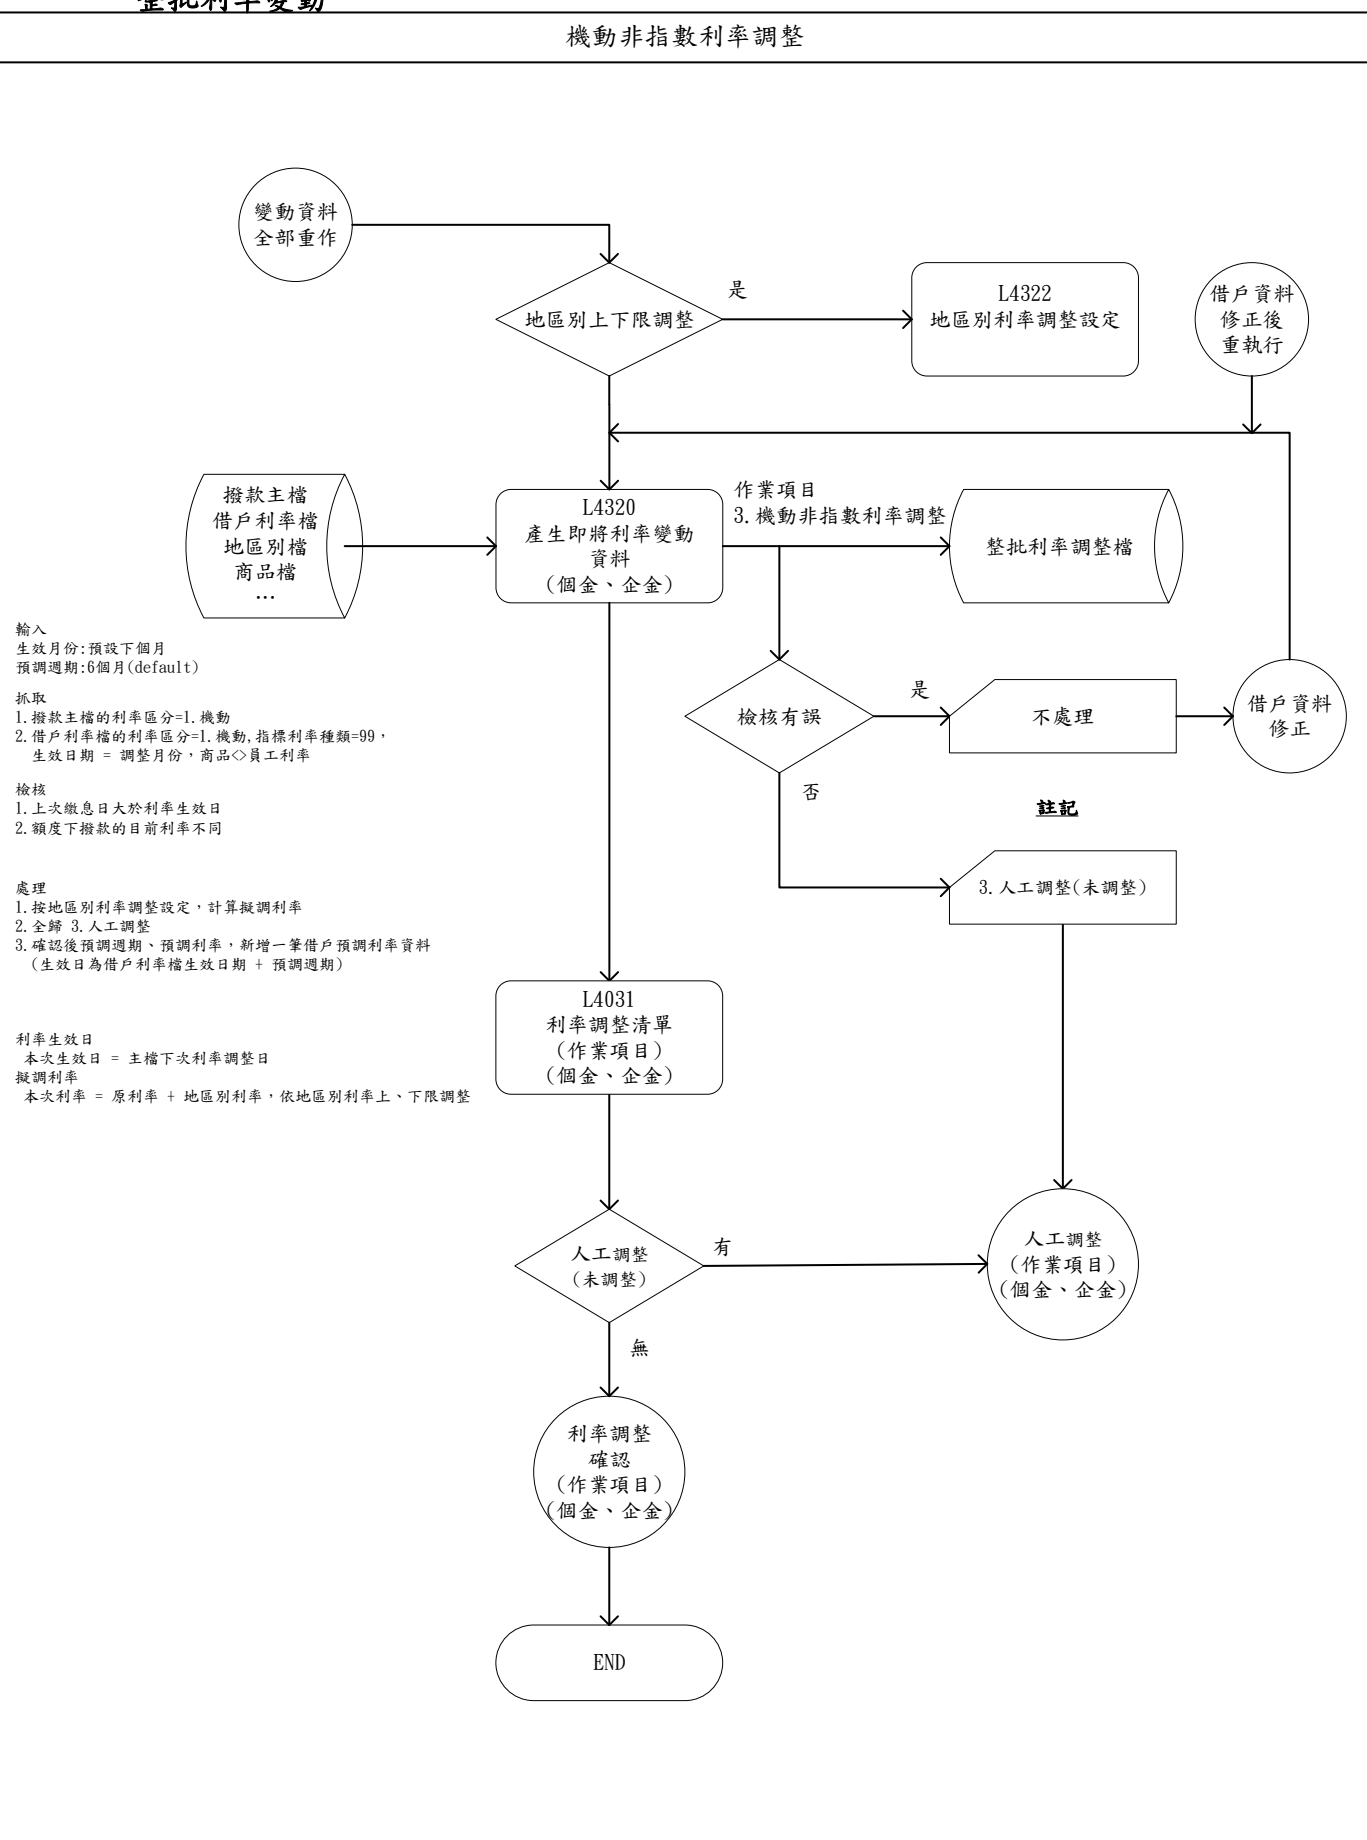 整批利率變動
機動非指數利率調整
變動資料
全部重作
地區別上下限調整
是
L4322
地區別利率調整設定
借戶資料
修正後
重執行
撥款主檔
借戶利率檔
地區別檔
商品檔
…
L4320
產生即將利率變動
資料
(個金、企金)
作業項目
3.機動非指數利率調整
整批利率調整檔
輸入
生效月份:預設下個月
預調週期:6個月(default)
抓取
1.撥款主檔的利率區分=1.機動
2.借戶利率檔的利率區分=1.機動,指標利率種類=99，
生效日期 = 調整月份，商品<>員工利率
檢核
1.上次繳息日大於利率生效日
2.額度下撥款的目前利率不同
檢核有誤
是
不處理
借戶資料
修正
否
註記
3.人工調整(未調整)
處理
1.按地區別利率調整設定，計算擬調利率
2.全歸 3.人工調整
3.確認後預調週期、預調利率，新增一筆借戶預調利率資料
(生效日為借戶利率檔生效日期 + 預調週期)
L4031
利率調整清單
(作業項目)
(個金、企金)
利率生效日
本次生效日 = 主檔下次利率調整日
擬調利率
本次利率 = 原利率 + 地區別利率，依地區別利率上、下限調整
人工調整
(未調整)
有
人工調整
(作業項目)
(個金、企金)
無
利率調整
確認
(作業項目)
(個金、企金)
END